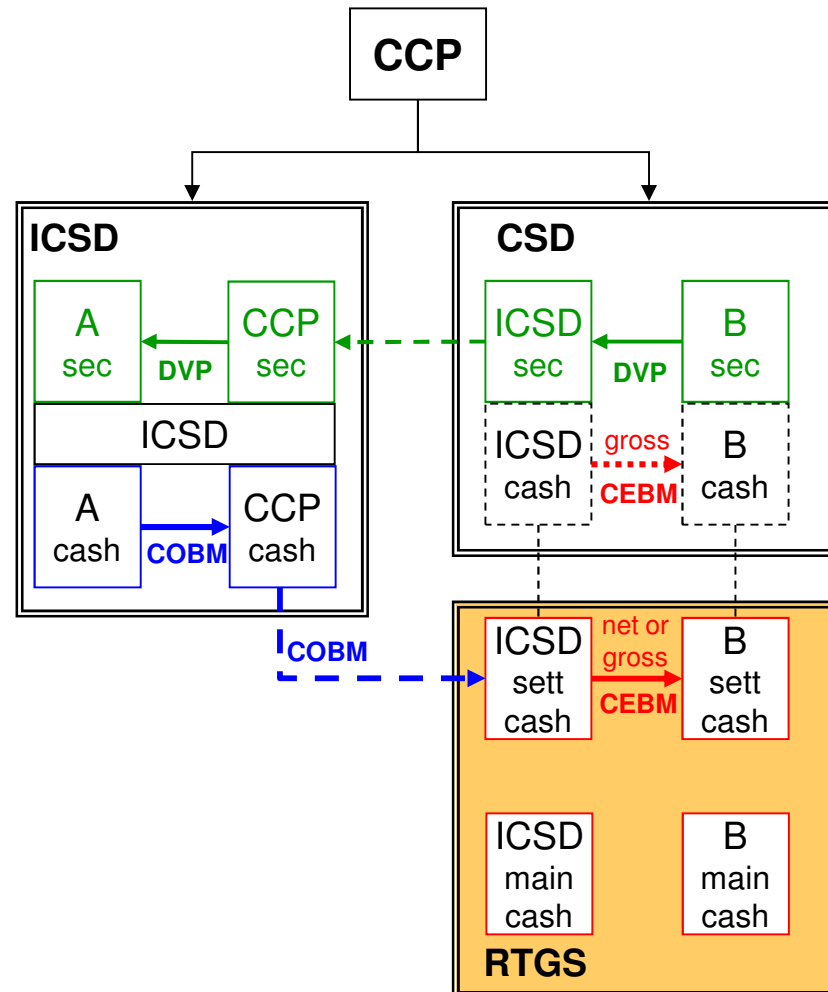 CCP
ICSD
A
sec
DVP
CCP
sec
ICSD
A
cash
COBM
CCP
cash
COBM
CSD
ICSD
sec
DVP
B
sec
ICSD
cash
gross
CEBM
B
cash
ICSD
sett
cash
net or
gross
CEBM
B
sett
cash
ICSD
main
cash
B
main
cash
RTGS